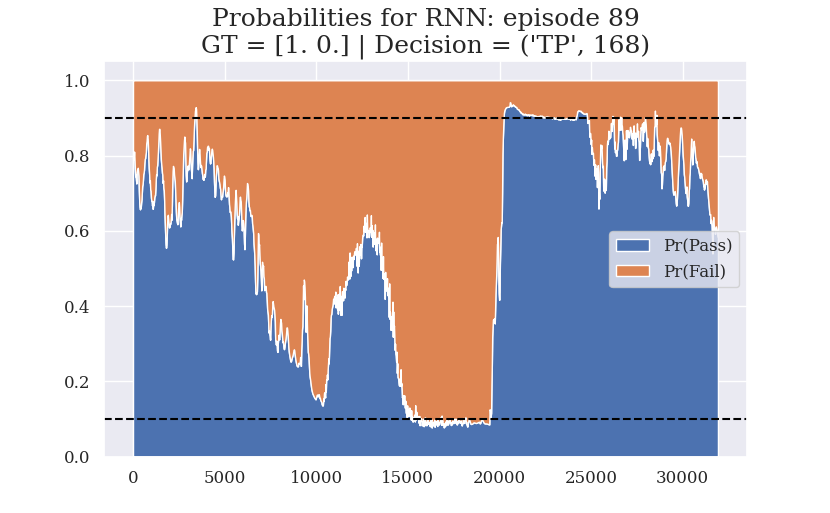 Probabilities for RNN: episode 89
GT = [1. 0.] | Decision = ('TP', 168)
1.0
0.8
0.6
0.4
0.2
0.0
Pr(Pass)
Pr(Fail)
0 5000 10000 15000 20000 25000 30000